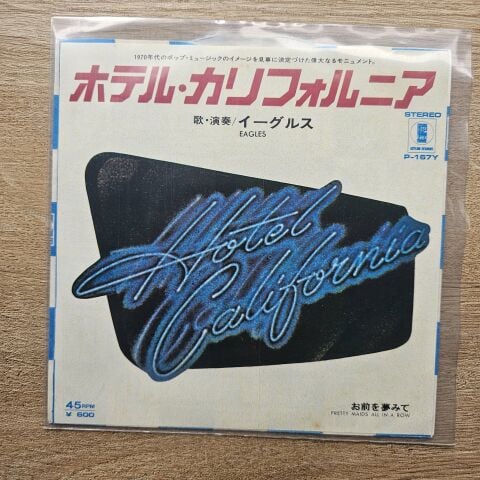 1970年代のポップ・ミュージックのイメージを見事に決定づけた偉大なるモニュメント。
ホテル・カリフォルニア
歌・演奏/イーグルス
EAGLES
STEREO
P-167Y
Hotel
California
45RPM
¥ 600
お前を夢みて
PRETTY MAIDS ALL IN A ROW